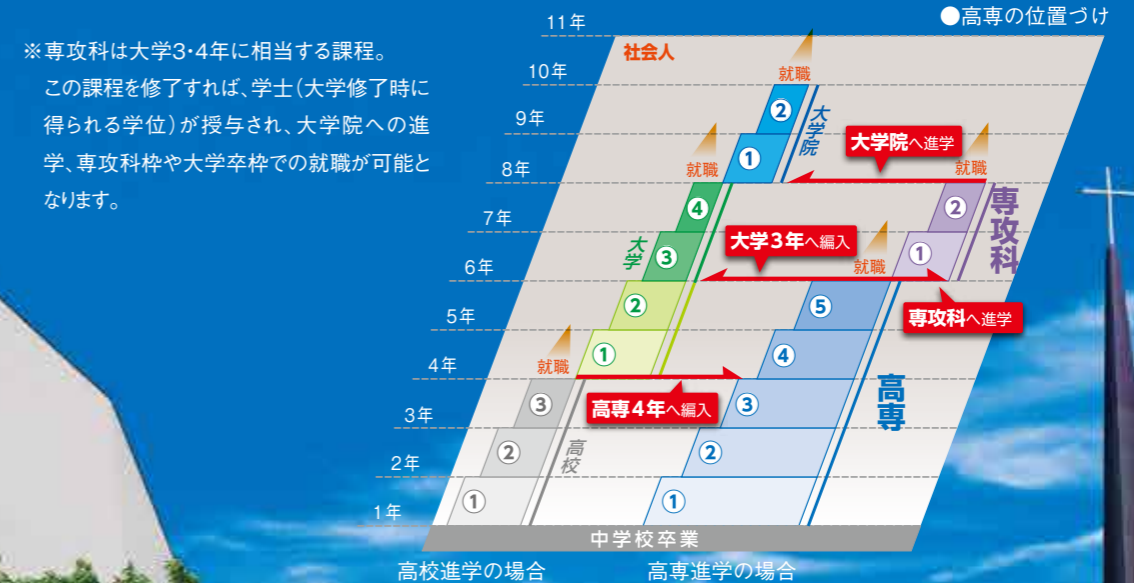 ●高専の位置づけ
※専攻科は大学3・4年に相当する課程。
この課程を修了すれば、学士(大学修了時に
得られる学位)が授与され、大学院への進
学、専攻科枠や大学卒枠での就職が可能と
なります。
11年
社会人
10年
就職
②
大学院
9年
①
大学院へ進学
就職
就職
8年
④
②
専攻科
7年
大学
③
大学3年へ編入
就職
①
6年
②
⑤
専攻科へ進学
5年
①
④
就職
4年
③
高専4年へ編入
③
高専
3年
②
高校
②
2年
①
①
1年
中学校卒業
高校進学の場合
高専進学の場合